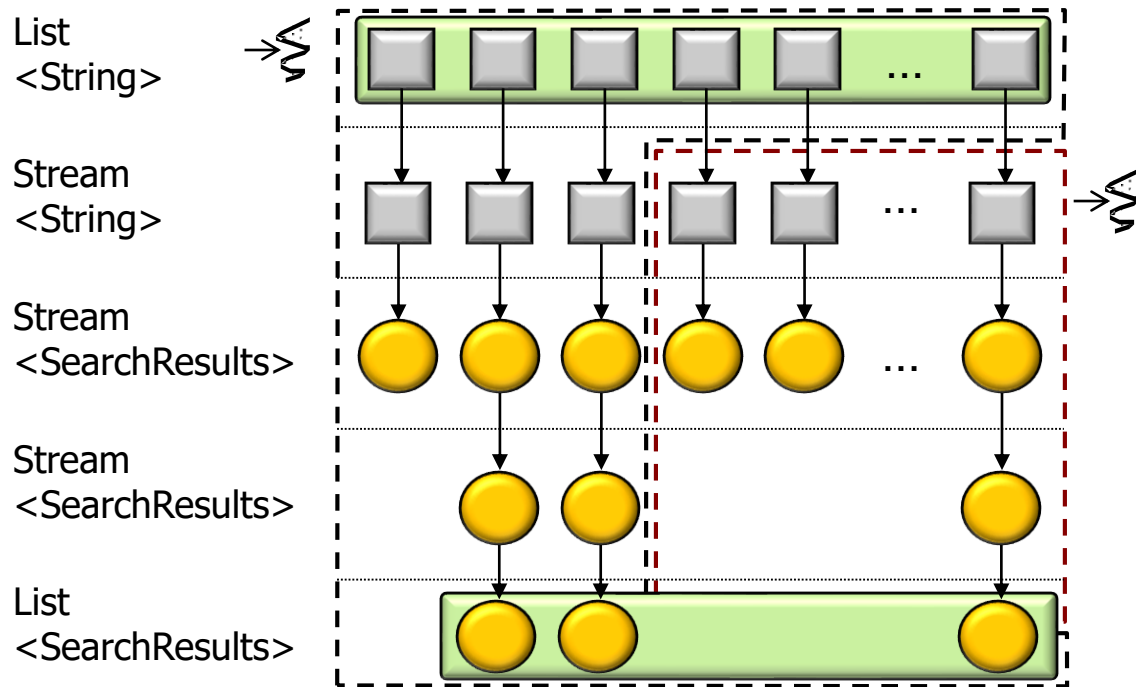 List
<String>
...
Stream
<String>
...
Stream
<SearchResults>
...
Stream
<SearchResults>
List
<SearchResults>